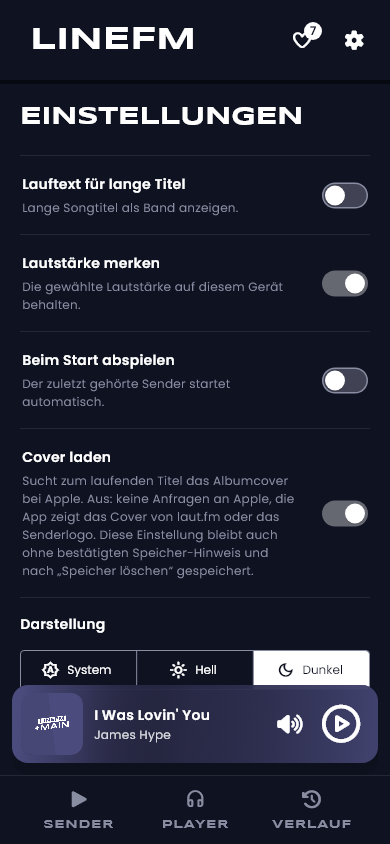 LINEFM
7
EINSTELLUNGEN
Lauftext für lange Titel
Lange Songtitel als Band anzeigen.
Lautstärke merken
Die gewählte Lautstärke auf diesem Gerät
behalten.
Beim Start abspielen
Der zuletzt gehörte Sender startet
automatisch.
Cover laden
Sucht zum laufenden Titel das Albumcover
bei Apple. Aus: keine Anfragen an Apple, die
App zeigt das Cover von laut.fm oder das
Senderlogo. Diese Einstellung bleibt auch
ohne bestätigten Speicher-Hinweis und
nach „Speicher löschen“ gespeichert.
Darstellung
A System Hell Dunkel
LINEFM
+MAIN
I Was Lovin' You
James Hype
SENDER PLAYER VERLAUF